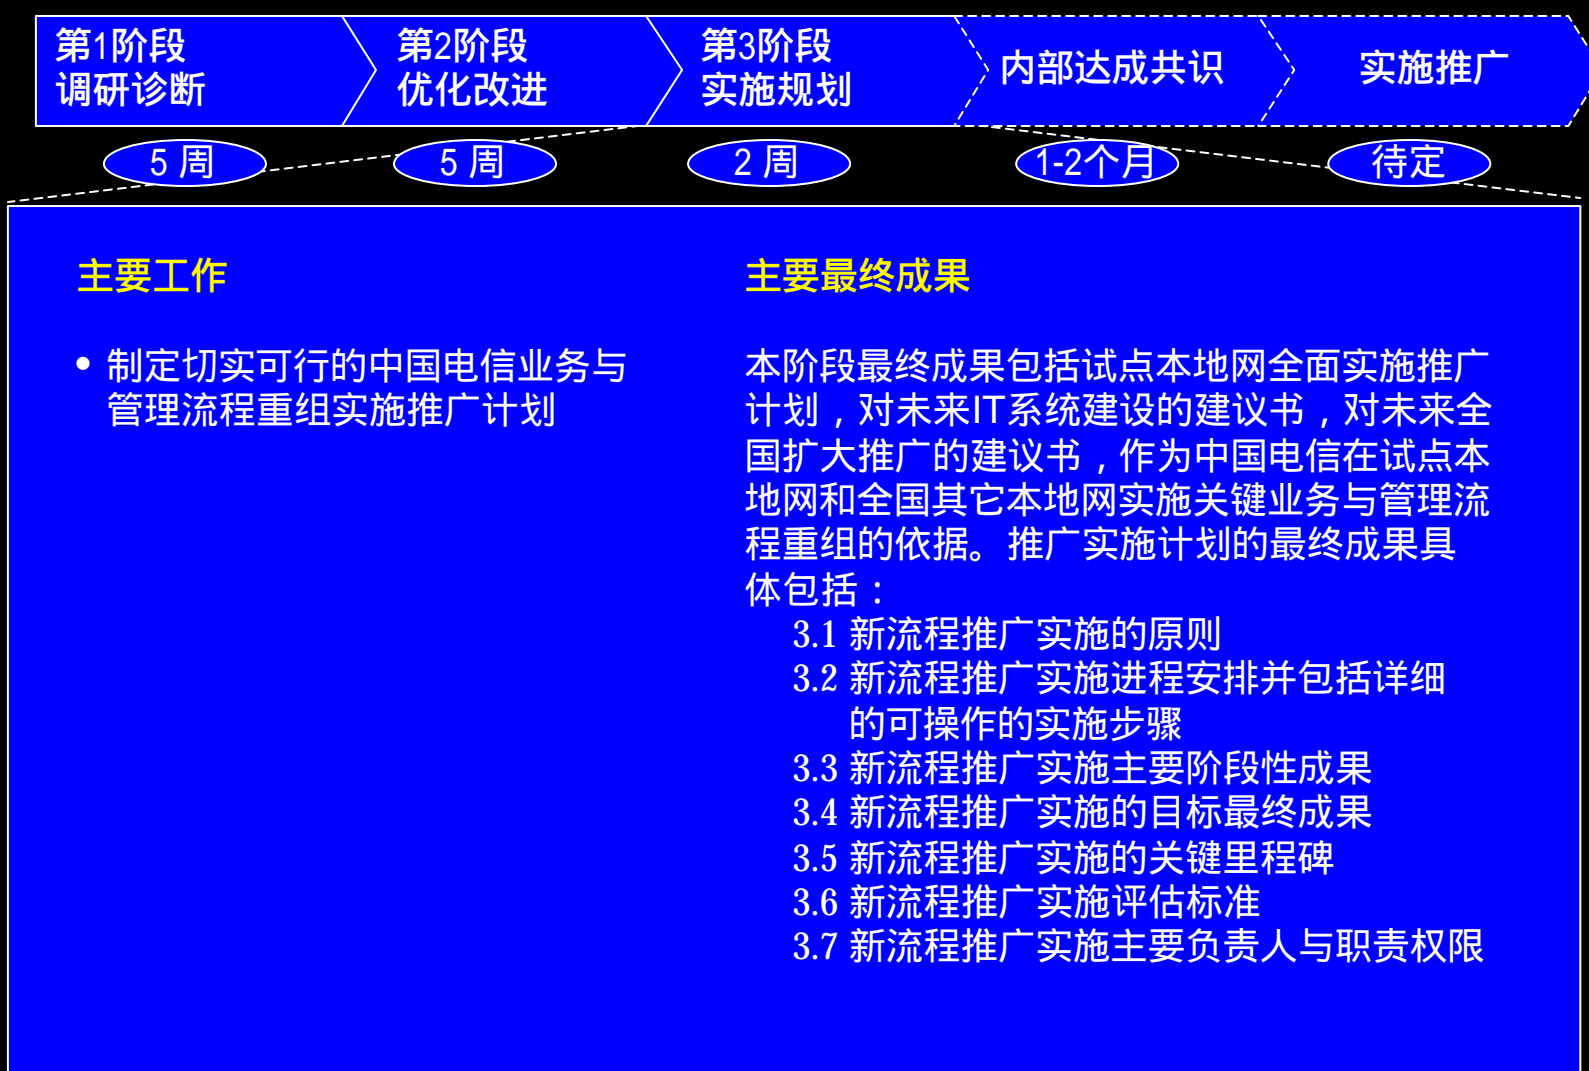 第1阶段
调研诊断
第2阶段
优化改进
第3阶段
实施规划
内部达成共识
实施推广
5 周
5 周
2 周
1-2个月
待定
主要工作
• 制定切实可行的中国电信业务与
管理流程重组实施推广计划
主要最终成果
本阶段最终成果包括试点本地网全面实施推广
计划，对未来IT系统建设的建议书，对未来全
国扩大推广的建议书，作为中国电信在试点本
地网和全国其它本地网实施关键业务与管理流
程重组的依据。推广实施计划的最终成果具
体包括：
3.1 新流程推广实施的原则
3.2 新流程推广实施进程安排并包括详细
的可操作的实施步骤
3.3 新流程推广实施主要阶段性成果
3.4 新流程推广实施的目标最终成果
3.5 新流程推广实施的关键里程碑
3.6 新流程推广实施评估标准
3.7 新流程推广实施主要负责人与职责权限